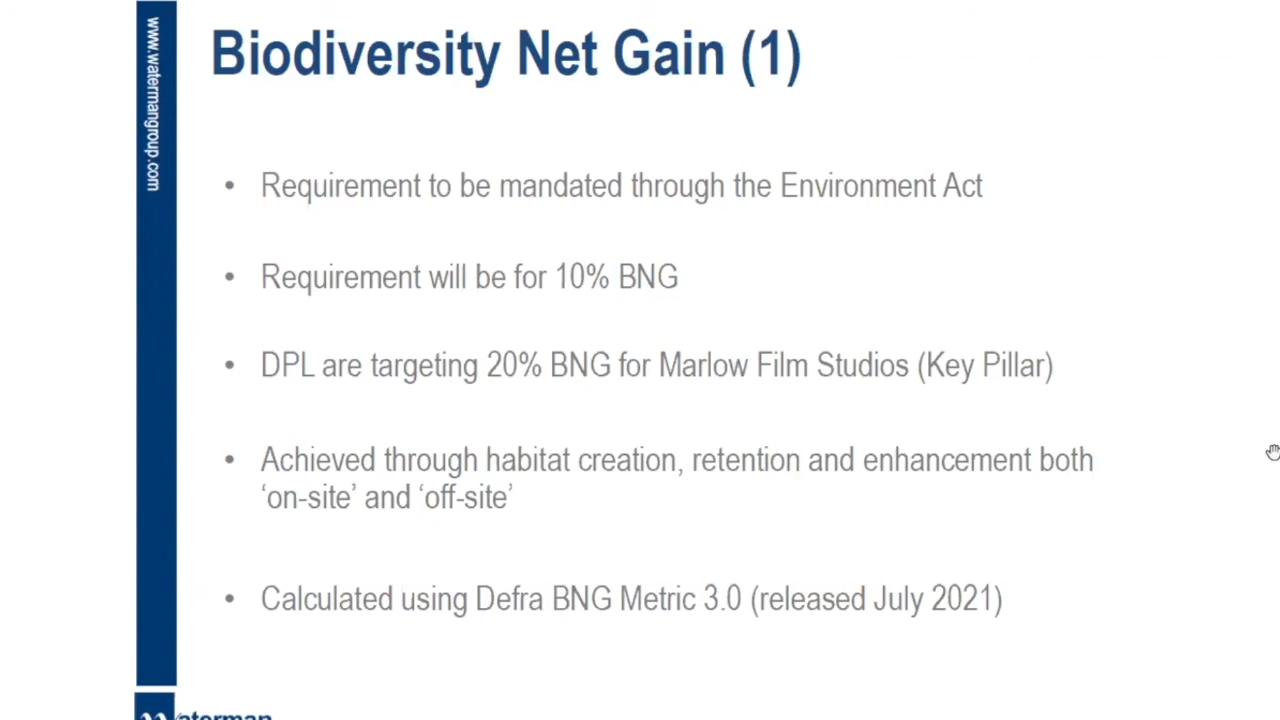 www.watermangroup.com
Biodiversity Net Gain (1)
• Requirement to be mandated through the Environment Act
• Requirement will be for 10% BNG
• DPL are targeting 20% BNG for Marlow Film Studios (Key Pillar)
• Achieved through habitat creation, retention and enhancement both
‘on-site’ and ‘off-site’
• Calculated using Defra BNG Metric 3.0 (released July 2021)